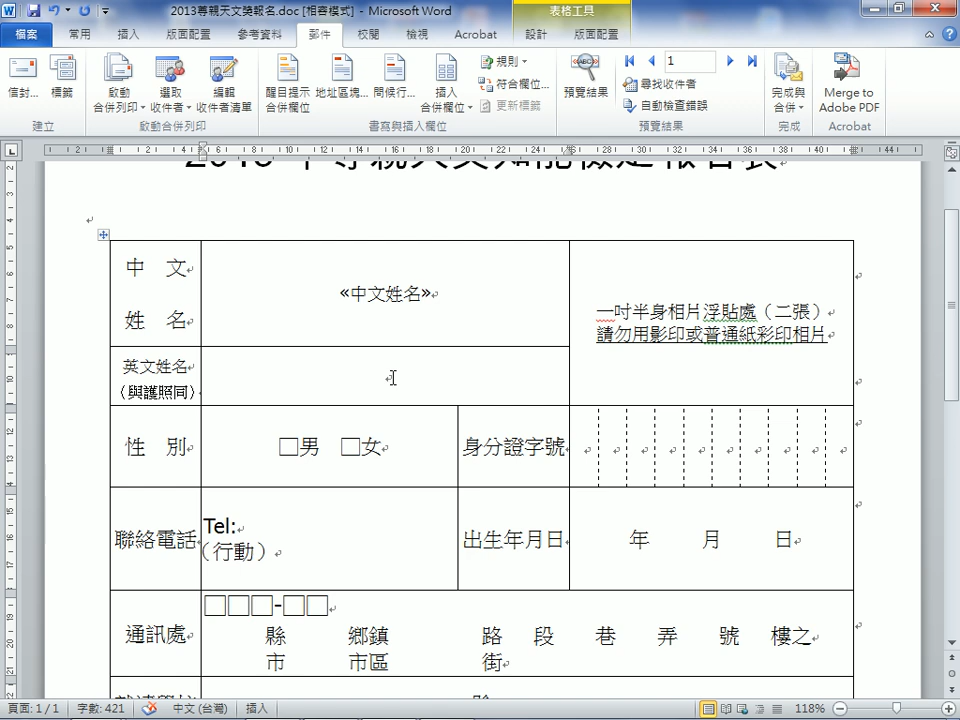 2013尊親天文獎報名.doc [相容模式] - Microsoft Word
表格工具
檔案 常用 插入 版面配置 參考資料 郵件 校閱 檢視 Acrobat 設計 版面配置
信封... 標籤
啟動 合併列印 選取 收件者 編輯 收件者清單
醒目提示 合併欄位 地址區塊... 問候行... 插入 合併欄位
規則
符合欄位...
更新標籤
預覽結果
1
尋找收件者
自動檢查錯誤
完成與 合併
Merge to Adobe PDF
建立 啟動合併列印 書寫與插入欄位 預覽結果 完成 Acrobat
中 文
姓 名
«中文姓名»
一吋半身相片浮貼處（二張）
請勿用影印或普通紙彩印相片
英文姓名
（與護照同）
性 別 □男 □女 身分證字號
聯絡電話
Tel:
（行動）
出生年月日 年 月 日
通訊處
□□□-□□
縣 鄉鎮 路 段 巷 弄 號 樓之
市 市區 街
頁面: 1 / 1 字數: 421 中文 (台灣) 插入 118%